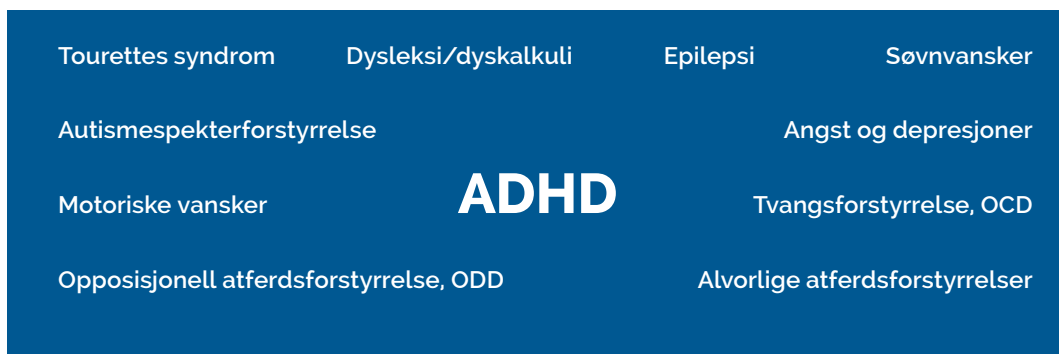 Tourettes syndrom Dysleksi/dyskalkuli Epilepsi Søvnvansker
Autismespekterforstyrrelse Angst og depresjoner
Motoriske vansker ADHD Tvangsforstyrrelse, OCD
Opposisjonell atferdsforstyrrelse, ODD Alvorlige atferdsforstyrrelser